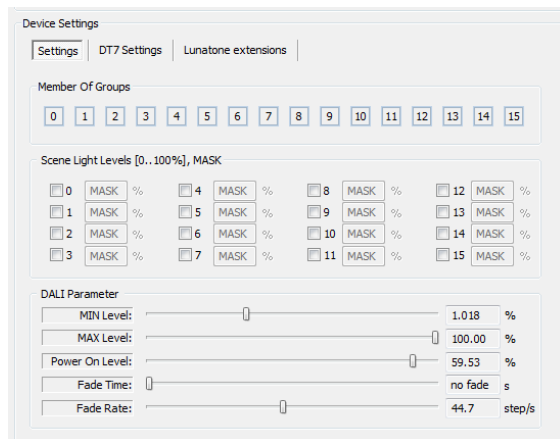 Device Settings
Settings DT7 Settings Lunatone extensions
Member Of Groups
0 1 2 3 4 5 6 7 8 9 10 11 12 13 14 15
Scene Light Levels [0..100%], MASK
0 MASK % 4 MASK % 8 MASK % 12 MASK %
1 MASK % 5 MASK % 9 MASK % 13 MASK %
2 MASK % 6 MASK % 10 MASK % 14 MASK %
3 MASK % 7 MASK % 11 MASK % 15 MASK %
DALI Parameter
MIN Level: 1.018 %
MAX Level: 100.00 %
Power On Level: 59.53 %
Fade Time: no fade s
Fade Rate: 44.7 step/s